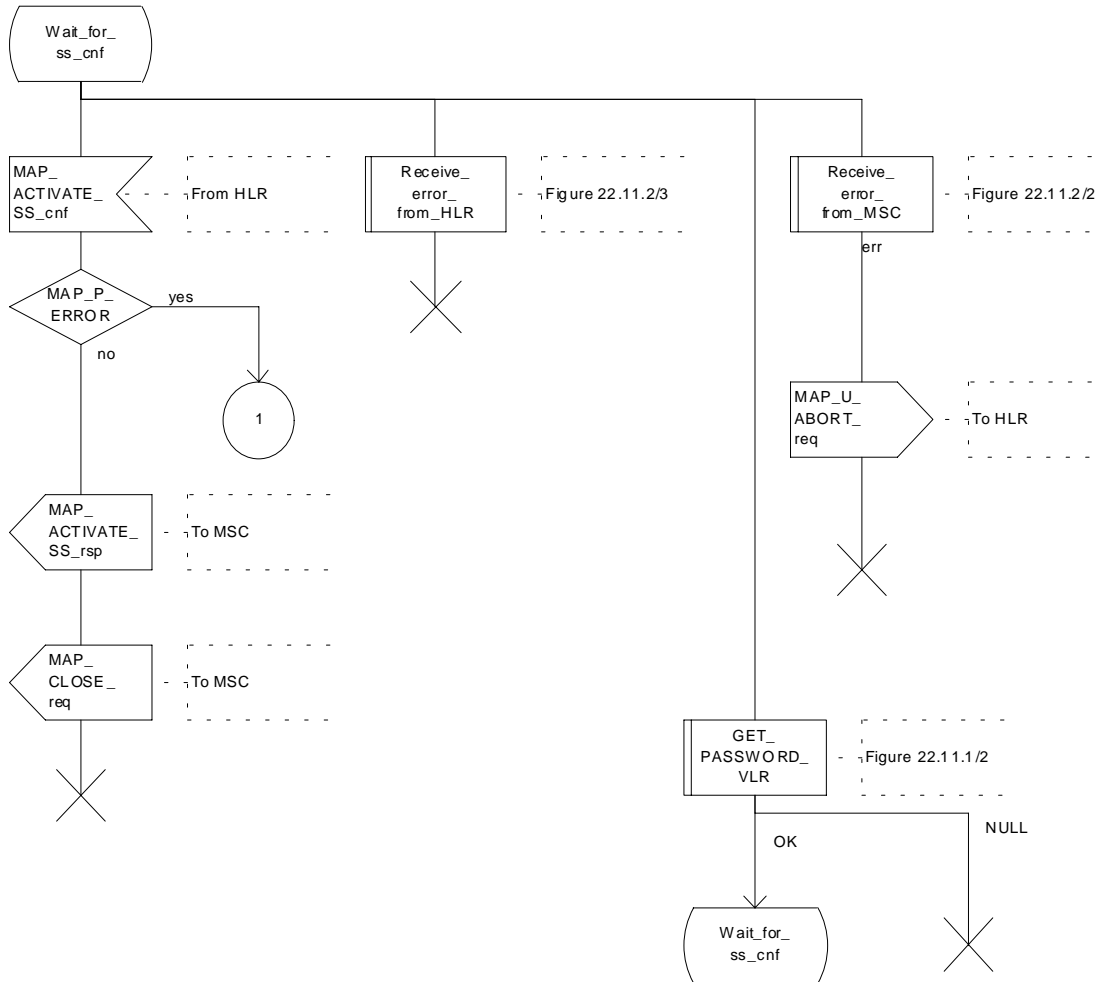 Wait_for_
ss_cnf
MAP_
ACTIVATE_
SS_cnf
From HLR
Receive_
error_
from_HLR
Figure 22.11.2/3
Receive_
error_
from_MSC
Figure 22.11.2/2
err
MAP_P_
ERROR
yes
no
1
MAP_U_
ABORT_
req
To HLR
MAP_
ACTIVATE_
SS_rsp
To MSC
MAP_
CLOSE_
req
To MSC
GET_
PASSWORD_
VLR
Figure 22.11.1/2
OK
NULL
Wait_for_
ss_cnf